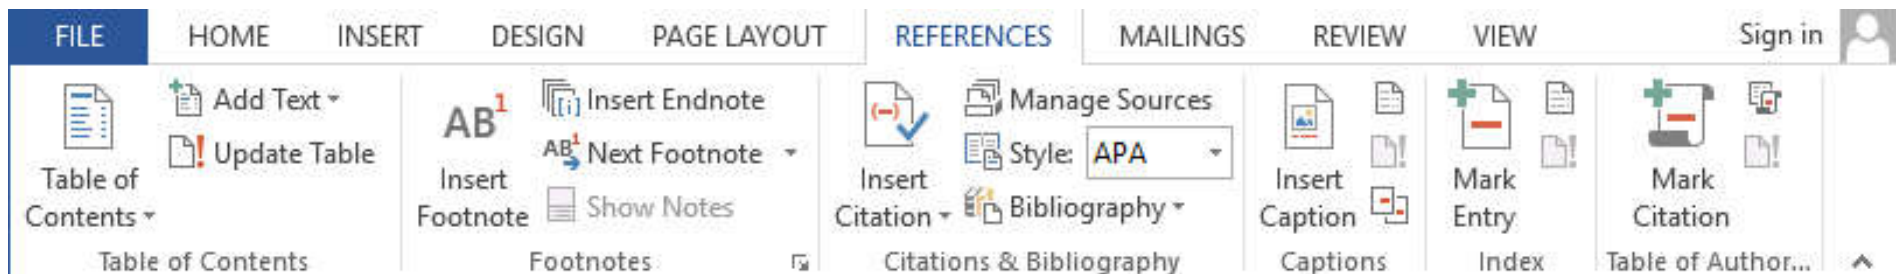 FILE HOME INSERT DESIGN PAGE LAYOUT REFERENCES MAILINGS REVIEW VIEW Sign in
Table of
Contents
Add Text
Update Table
Table of Contents
AB1
Insert
Footnote
[i] Insert Endnote
AB1 Next Footnote
Show Notes
Footnotes
(-)
Insert
Citation
Manage Sources
Style: APA
Bibliography
Citations & Bibliography
Insert
Caption
Captions
Mark
Entry
Index
Mark
Citation
Table of Author...